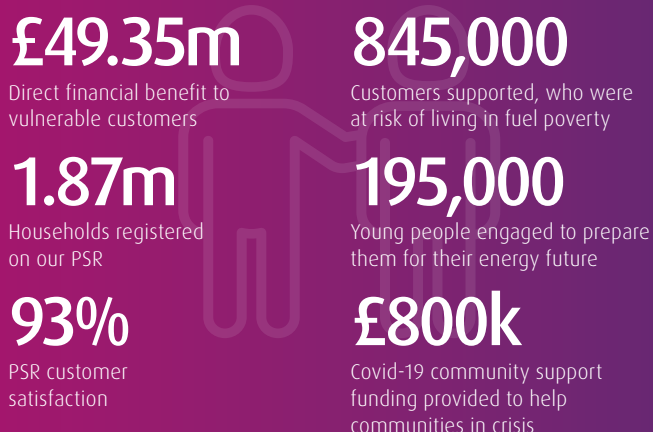 £49.35m
Direct financial benefit to
vulnerable customers
1.87m
Households registered
on our PSR
93%
PSR customer
satisfaction
845,000
Customers supported, who were
at risk of living in fuel poverty
195,000
Young people engaged to prepare
them for their energy future
£800k
Covid-19 community support
funding provided to help
communities in crisis